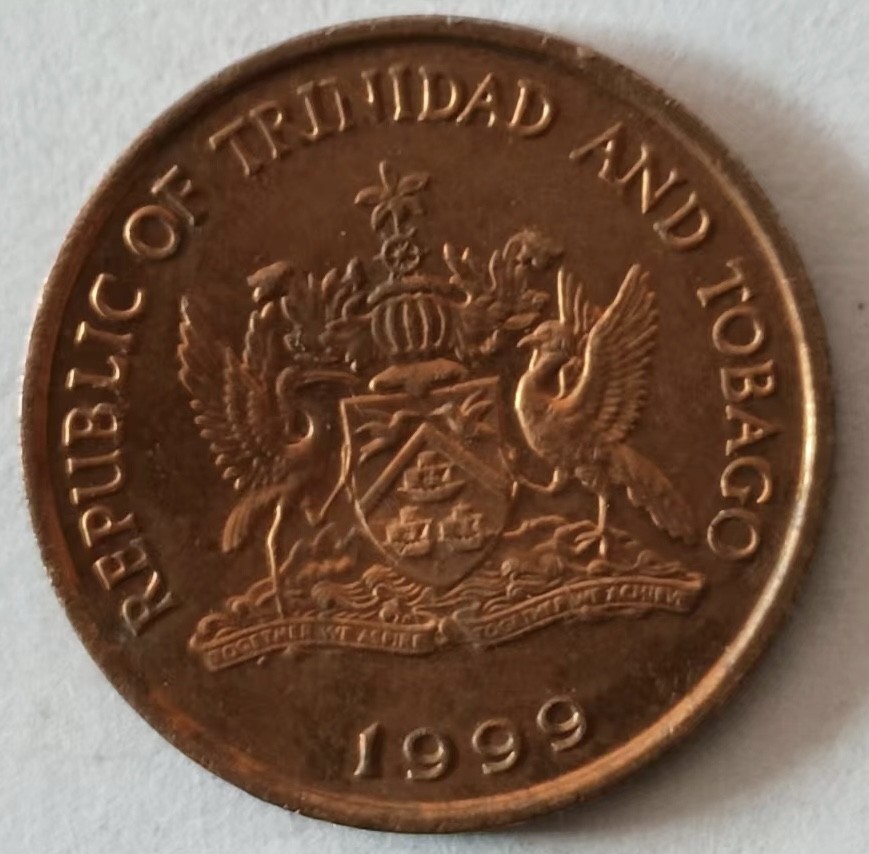 REPUBLIC OF TRINIDAD AND TOBAGO
TOGETHER WE ASPIRE
TOGETHER WE ACHIEVE
1999